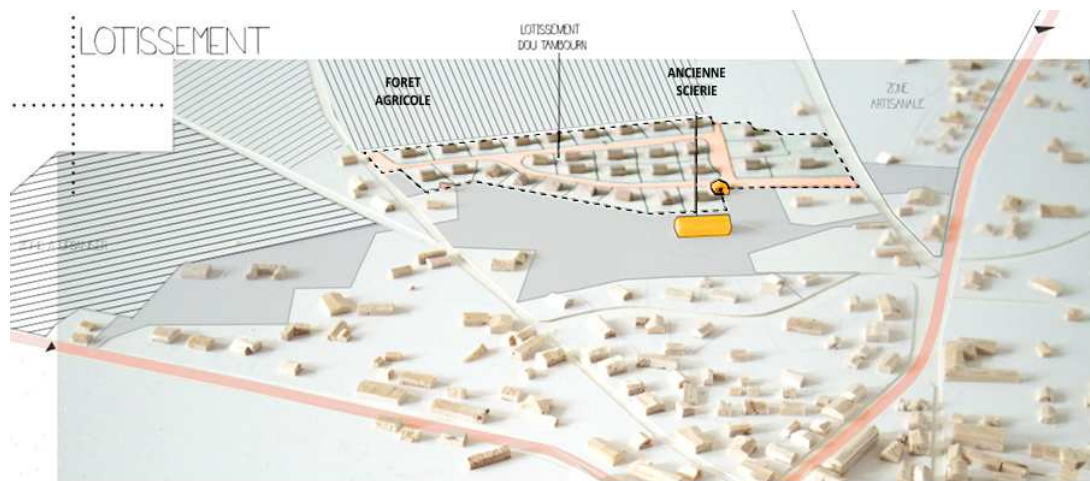 LOTISSEMENT
LOTISSEMENT
DOU TAMBOURN
FORET
AGRICOLE
ANCIENNE
SCIERIE
ZONE
ARTISANALE